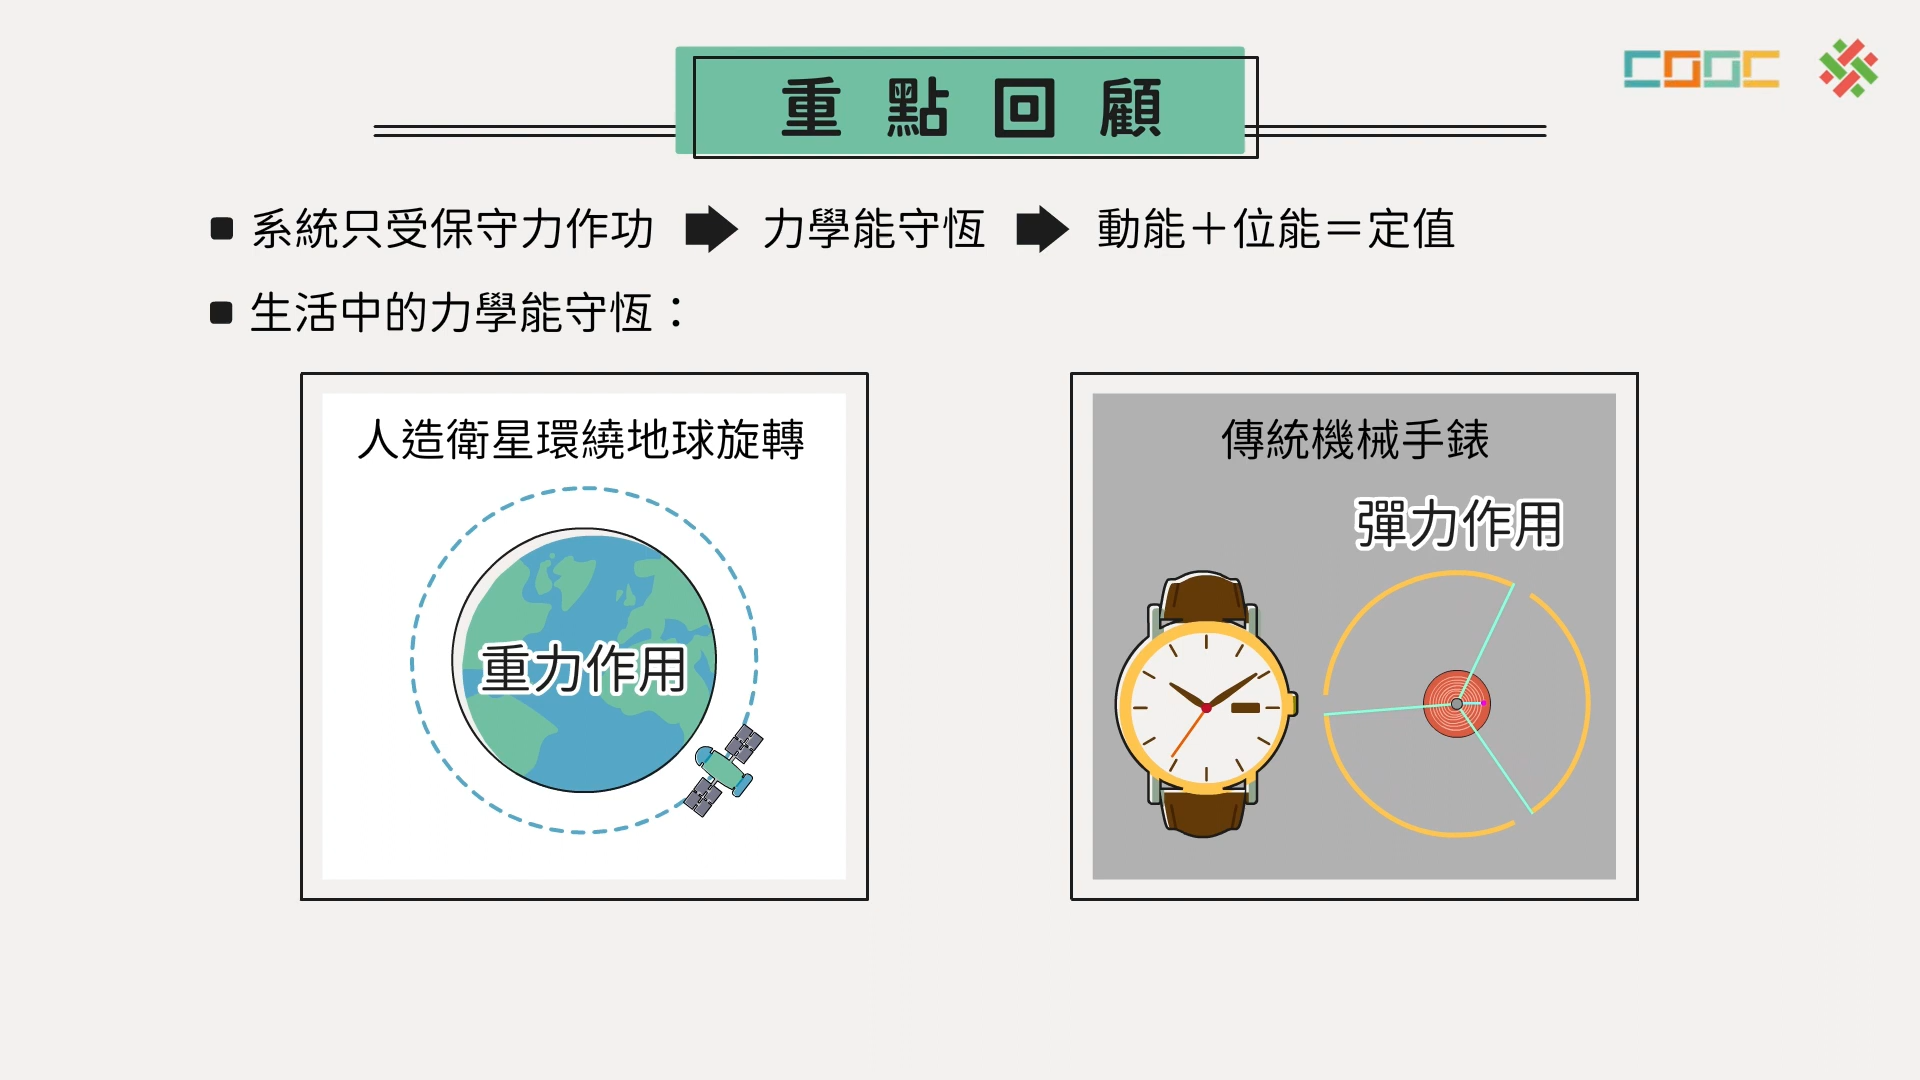 COOC
重點回顧
系統只受保守力作功 ➡ 力學能守恆 ➡ 動能＋位能＝定值
生活中的力學能守恆：
人造衛星環繞地球旋轉
重力作用
傳統機械手錶
彈力作用